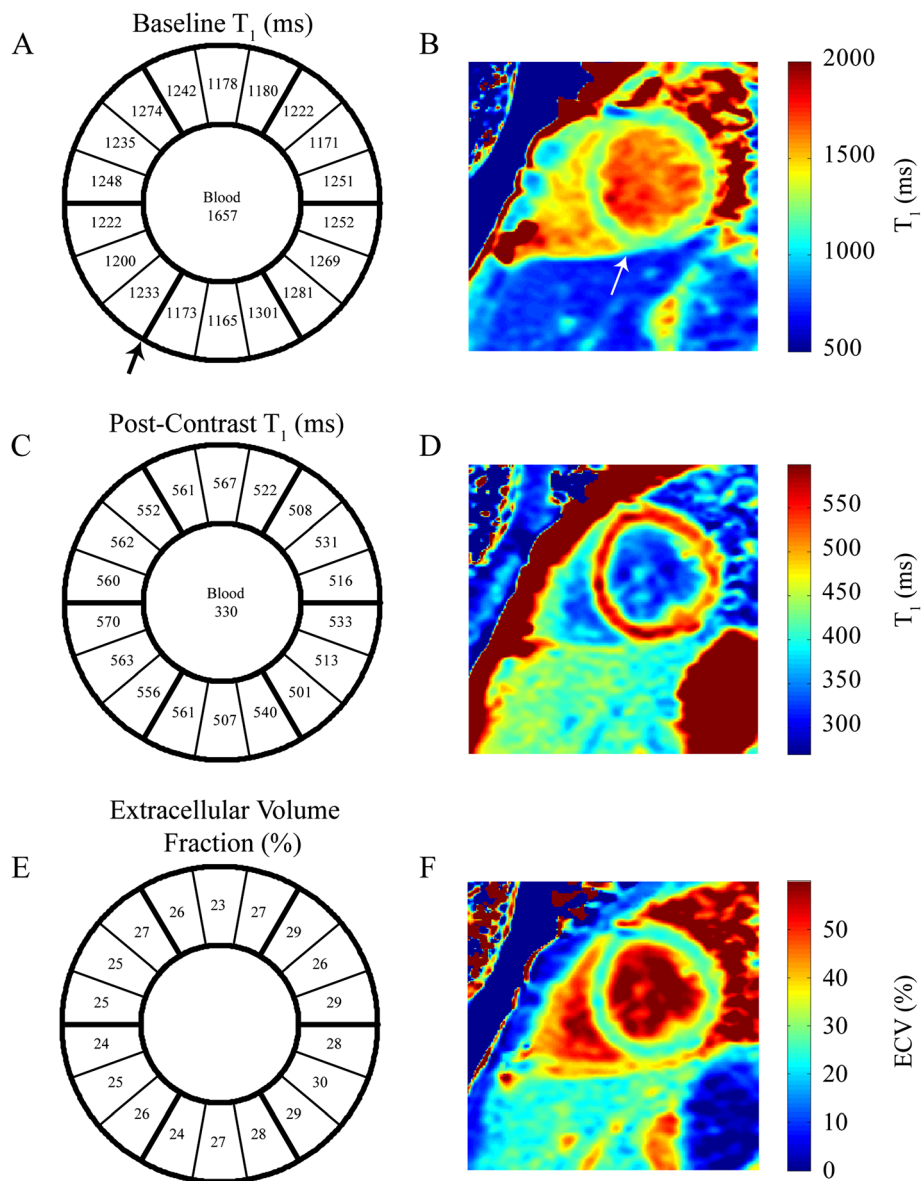 Baseline T1 (ms)
A
1242 1178 1180
1274 1222
1235 1171
1248 1251
Blood
1657
1222 1252
1200 1269
1233 1281
1173 1165 1301
B
2000
1500
1000
500
T1 (ms)
Post-Contrast T1 (ms)
C
561 567 522
552 508
562 531
560 516
Blood
330
570 533
563 513
556 501
561 507 540
D
550
500
450
400
350
300
T1 (ms)
Extracellular Volume
Fraction (%)
E
26 23 27
27 29
25 26
25 29
24 28
25 30
26 29
24 27 28
F
50
40
30
20
10
0
ECV (%)